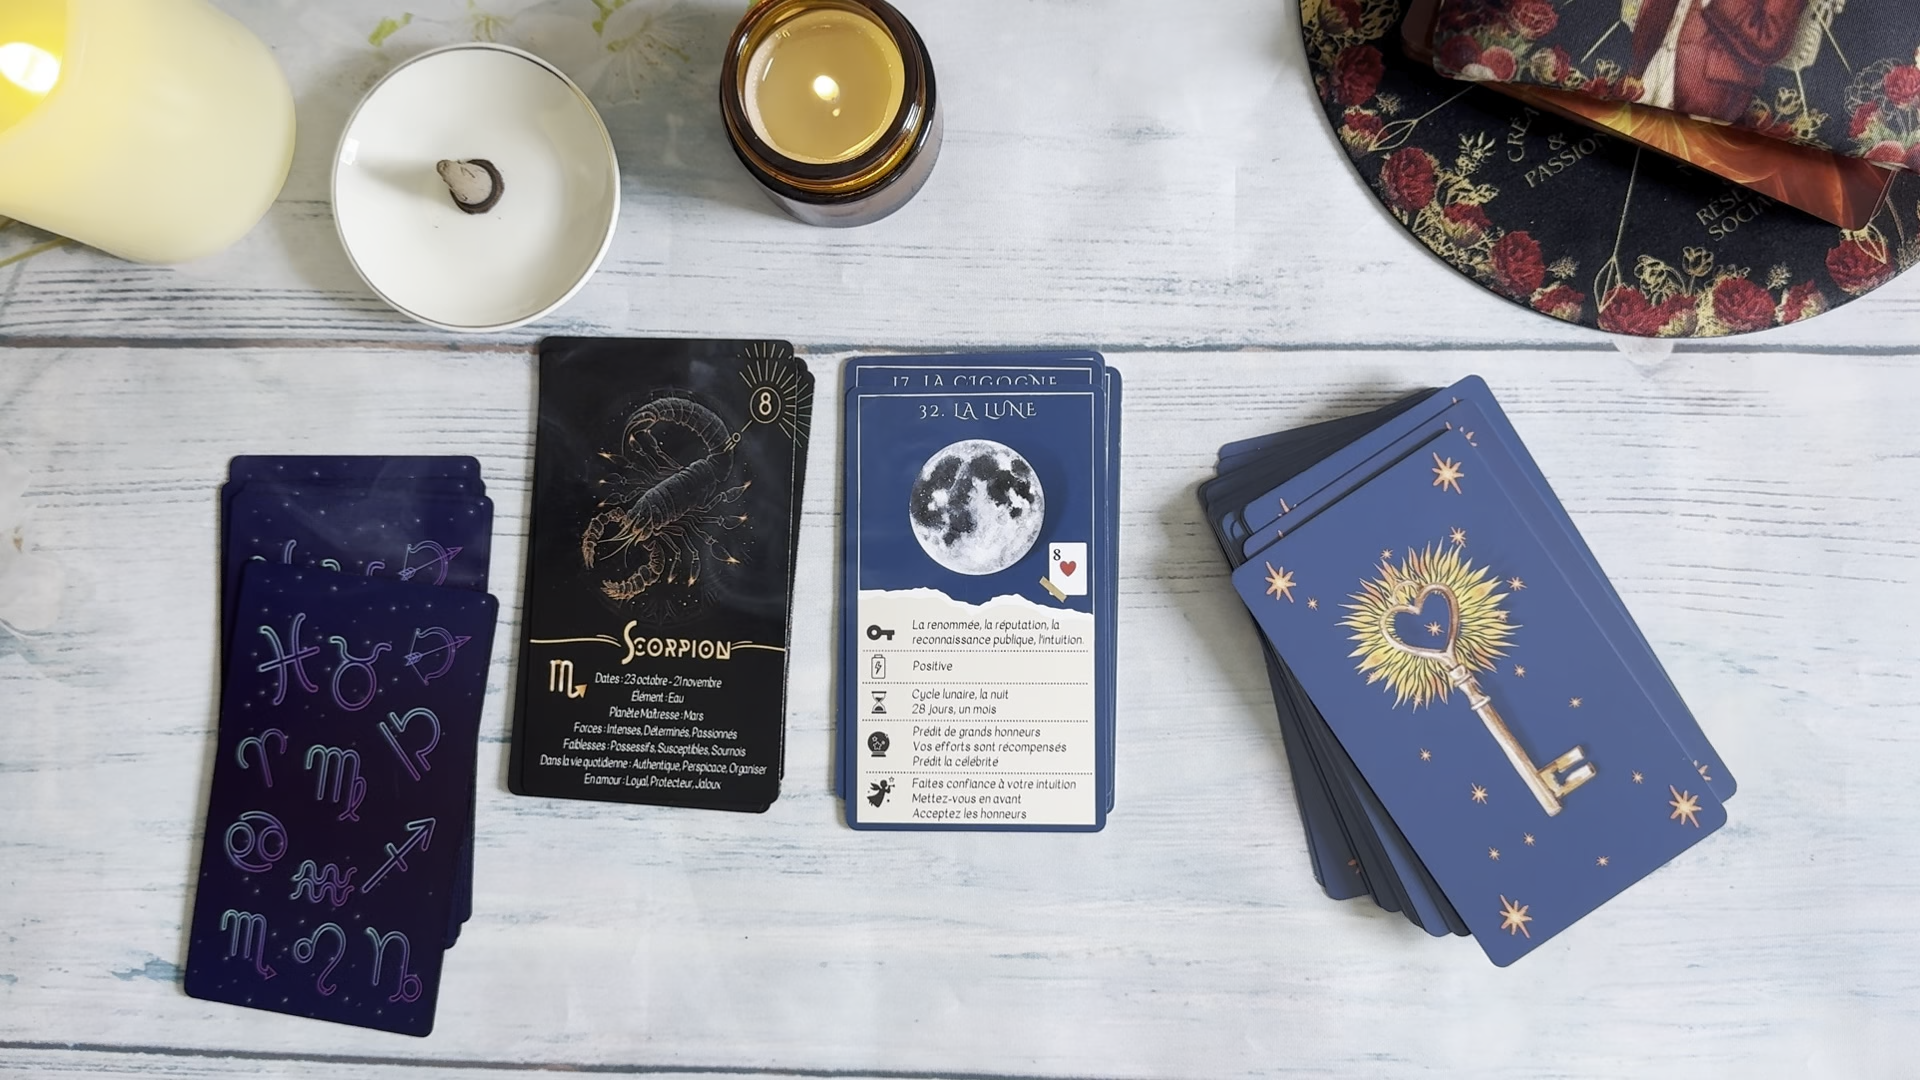 CRÉA
&
PASSION
RÉSE
SOCIA
8
SCORPION
Dates : 23 octobre - 21 novembre
Élément : Eau
Planète Maîtresse : Mars
Forces : Intenses, Déterminés, Passionnés
Faiblesses : Possessifs, Susceptibles, Sournois
Dans la vie quotidienne : Authentique, Perspicace, Organiser
En amour : Loyal, Protecteur, Jaloux
17. LA CIGOGNE
32. LA LUNE
8
La renommée, la réputation, la
reconnaissance publique, l'intuition.
Positive
Cycle lunaire, la nuit
28 jours, un mois
Prédit de grands honneurs
Vos efforts sont récompensés
Prédit la célébrité
Faites confiance à votre intuition
Mettez-vous en avant
Acceptez les honneurs